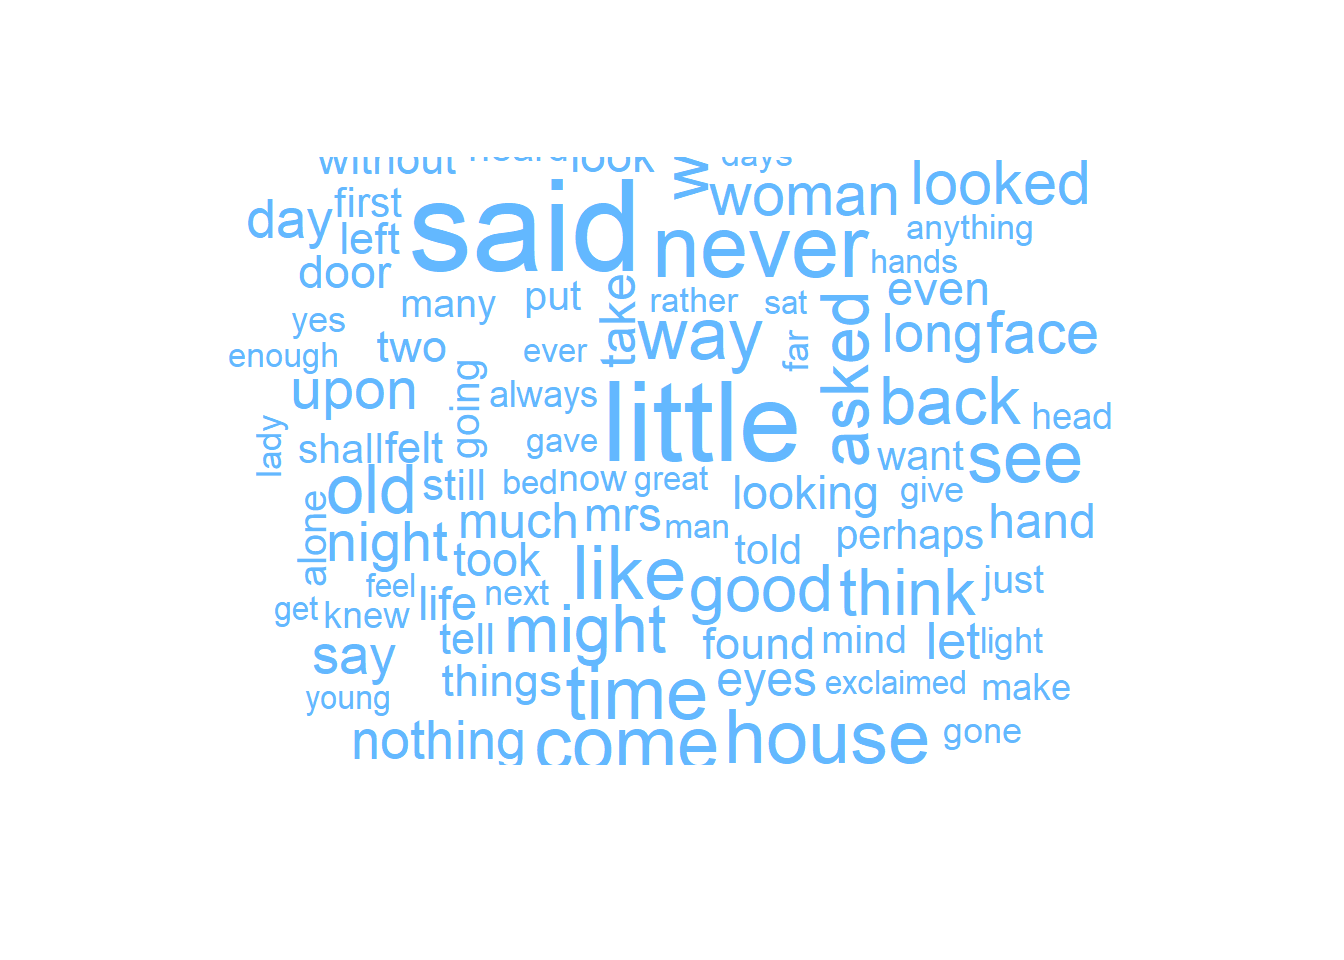 without heard look days
woman looked
first
day said never anything
left
door hands
many put take rather sat even
yes way far asked long face
enough two ever
upon going always little back head
lady shall felt gave want see
old still bed now great looking give
alone night much mrs man told perhaps hand
took like good think just
feel life next
get knew might
say tell found mind let light
things time eyes exclaimed make
young
nothing come house gone